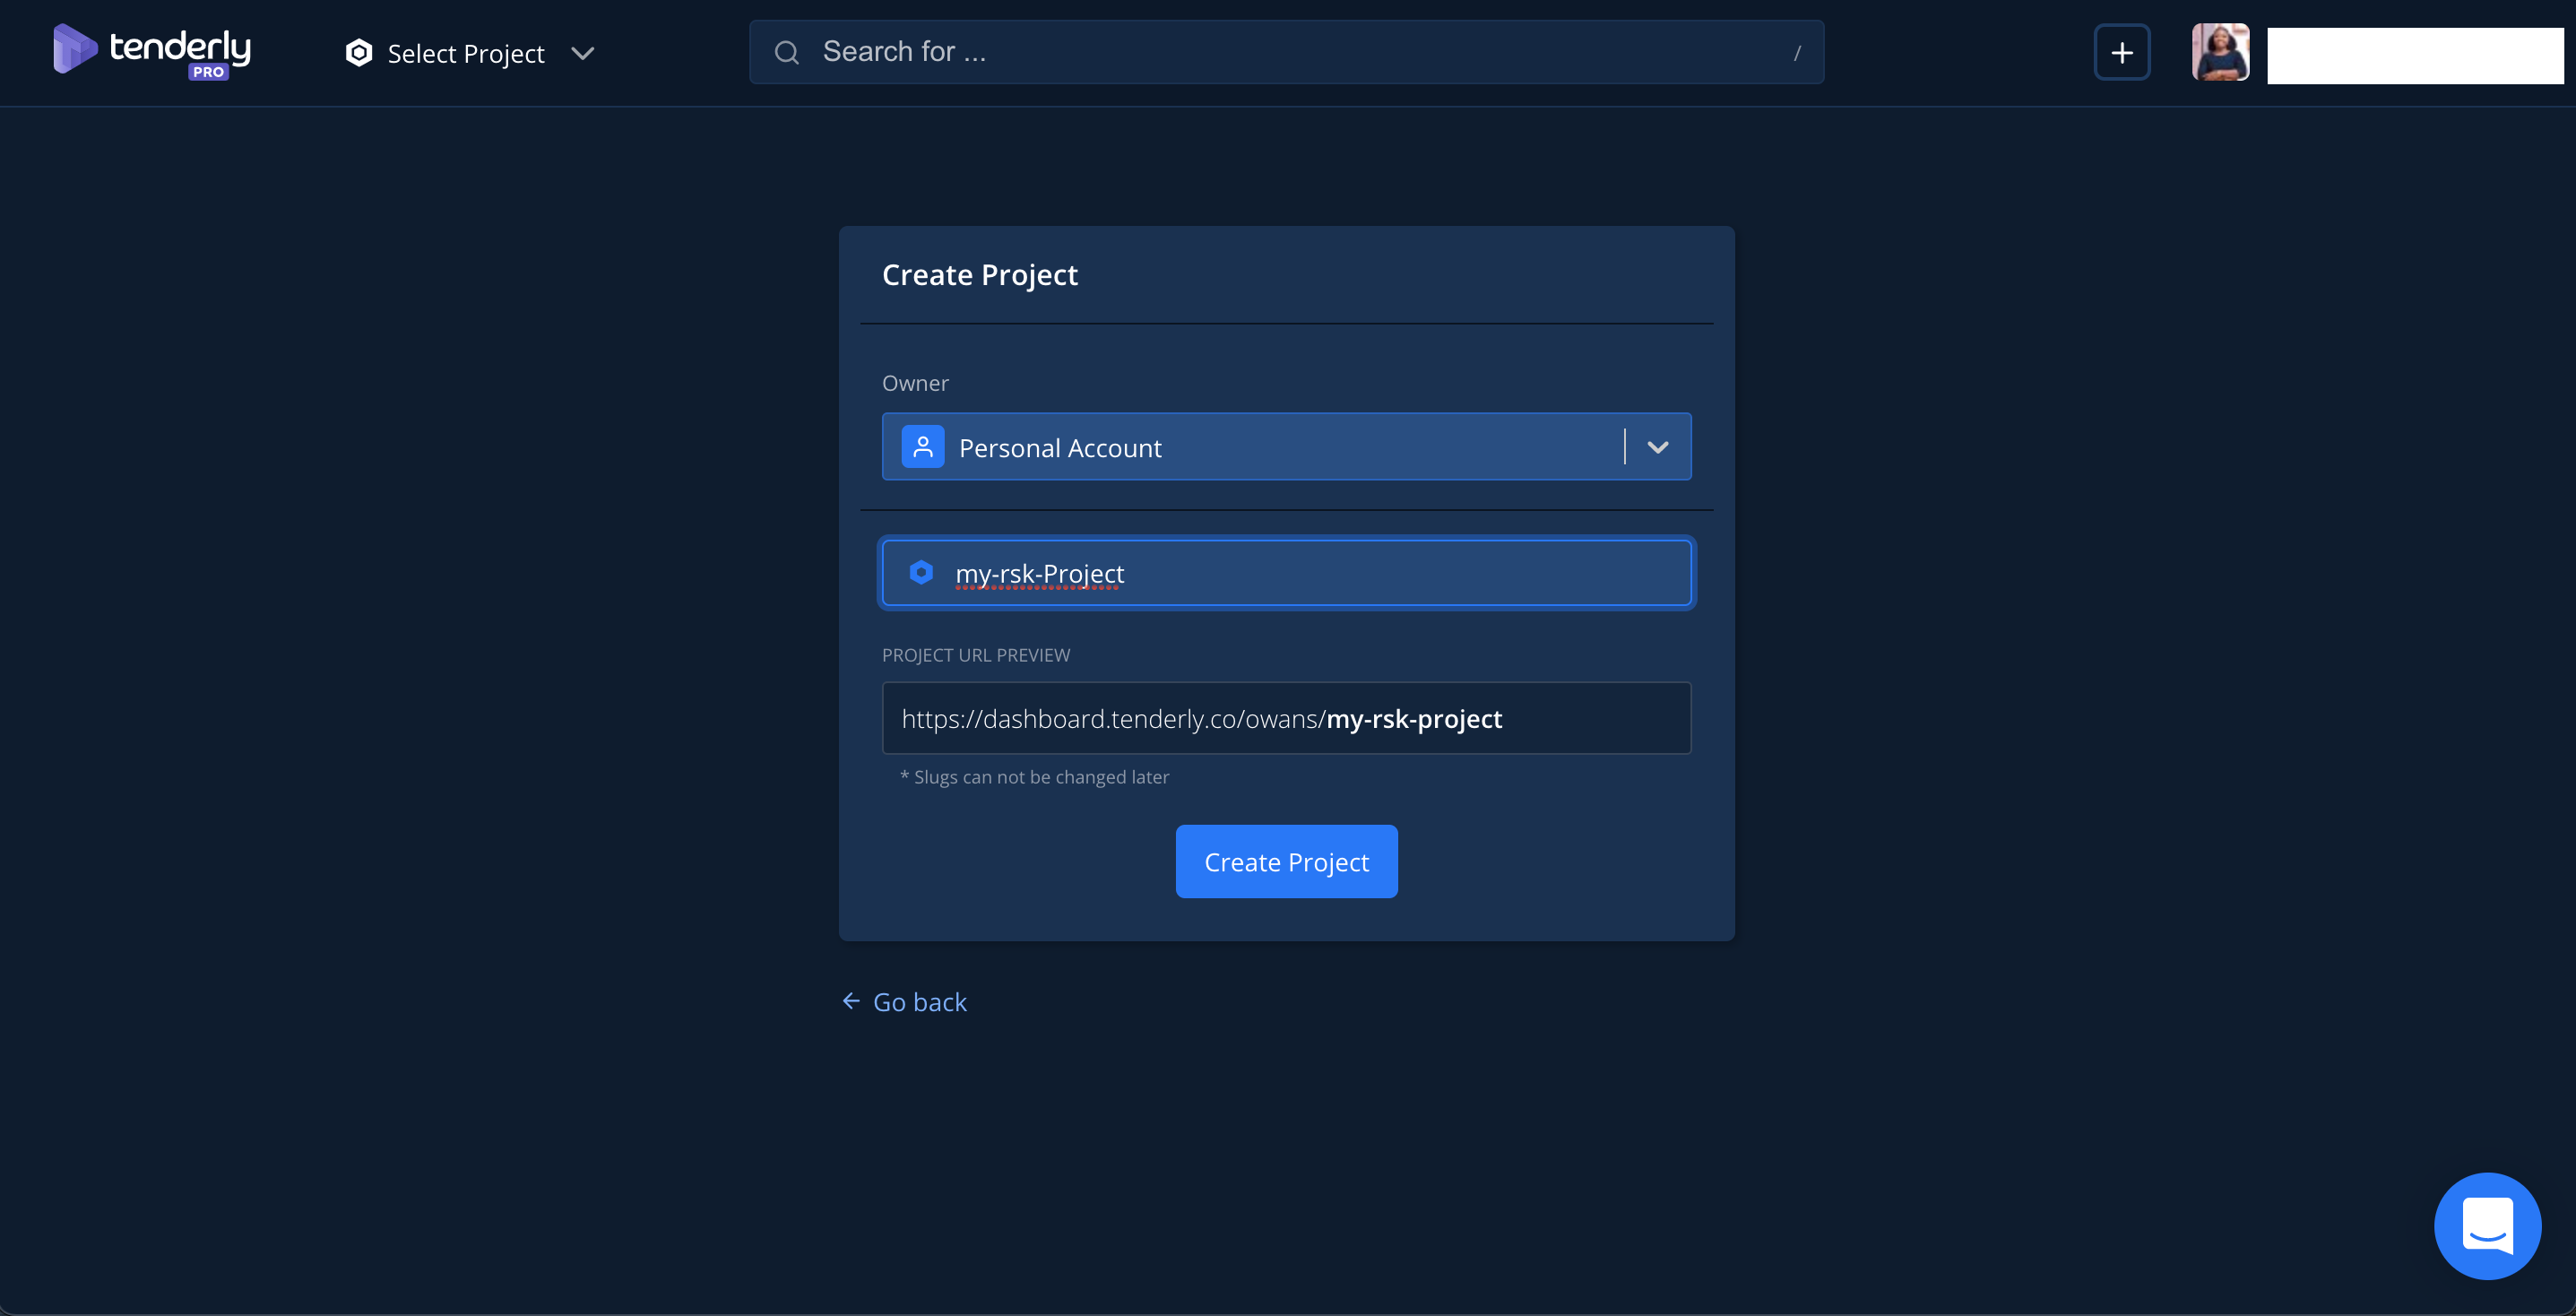 tenderly
PRO
Select Project
Search for ...
/
Create Project
Owner
Personal Account
my-rsk-Project
PROJECT URL PREVIEW
https://dashboard.tenderly.co/owans/my-rsk-project
* Slugs can not be changed later
Create Project
Go back